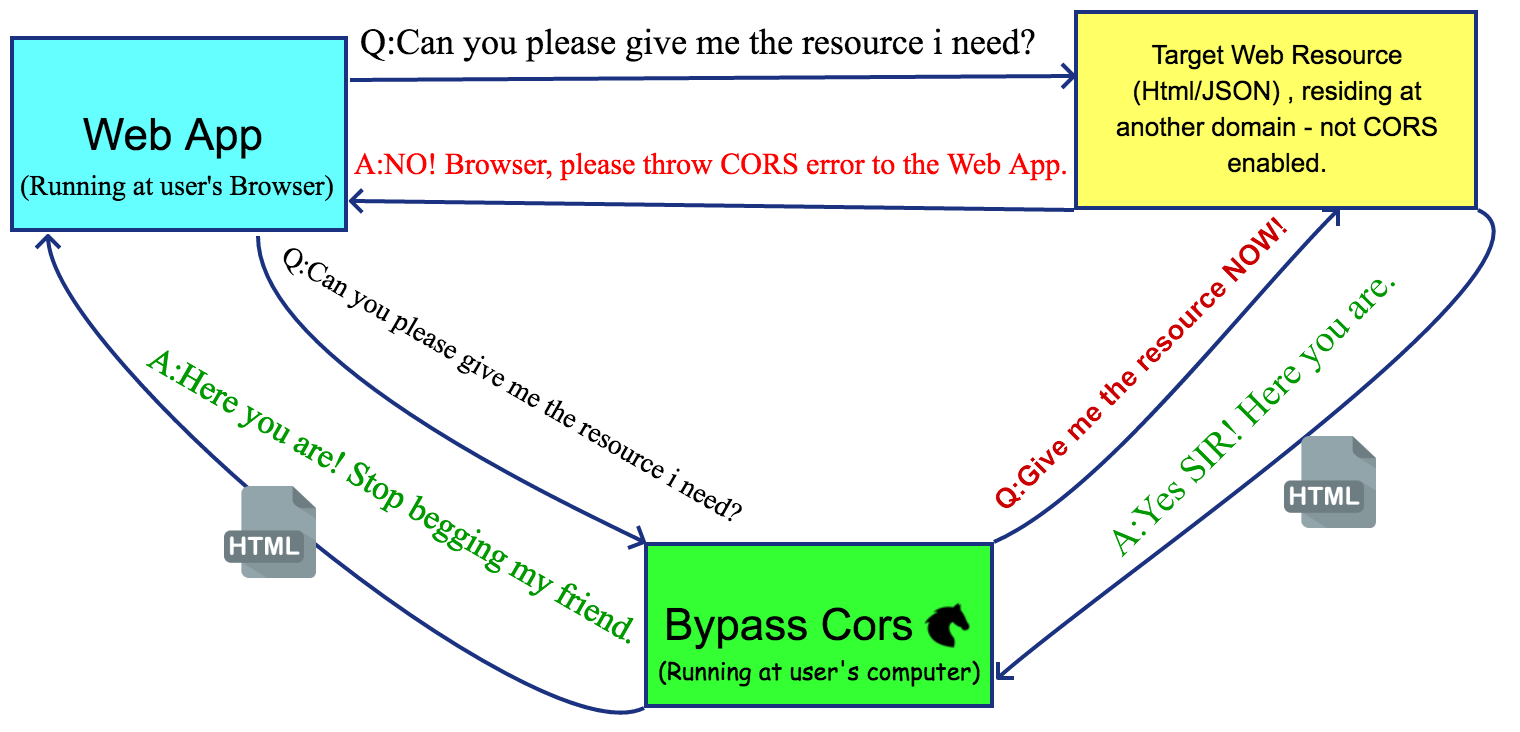 Q:Can you please give me the resource i need?
Target Web Resource
(Html/JSON) , residing at
another domain - not CORS
enabled.
Web App
(Running at user's Browser)
A:NO! Browser, please throw CORS error to the Web App.
Q:Can you please give me the resource i need?
A:Here you are! Stop begging my friend.
Q:Give me the resource NOW!
A:Yes SIR! Here you are.
HTML
HTML
Bypass Cors
(Running at user's computer)